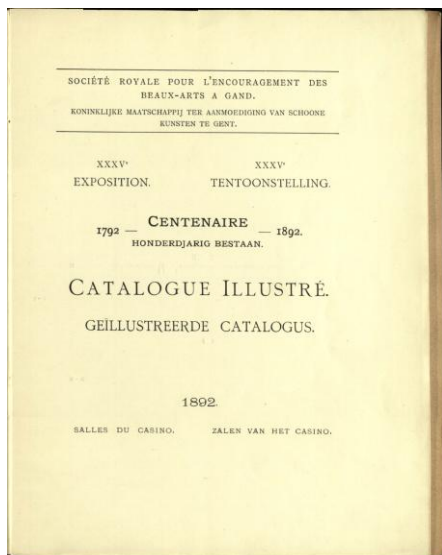 SOCIÉTÉ ROYALE POUR L'ENCOURAGEMENT DES
BEAUX-ARTS A GAND.
KONINKLIJKE MAATSCHAPPIJ TER AANMOEDIGING VAN SCHOONE
KUNSTEN TE GENT.
XXXVe XXXVe
EXPOSITION. TENTOONSTELLING.
1792 — CENTENAIRE — 1892.
HONDERDJARIG BESTAAN.
CATALOGUE ILLUSTRÉ.
GEÏLLUSTREERDE CATALOGUS.
1892.
SALLES DU CASINO. ZALEN VAN HET CASINO.